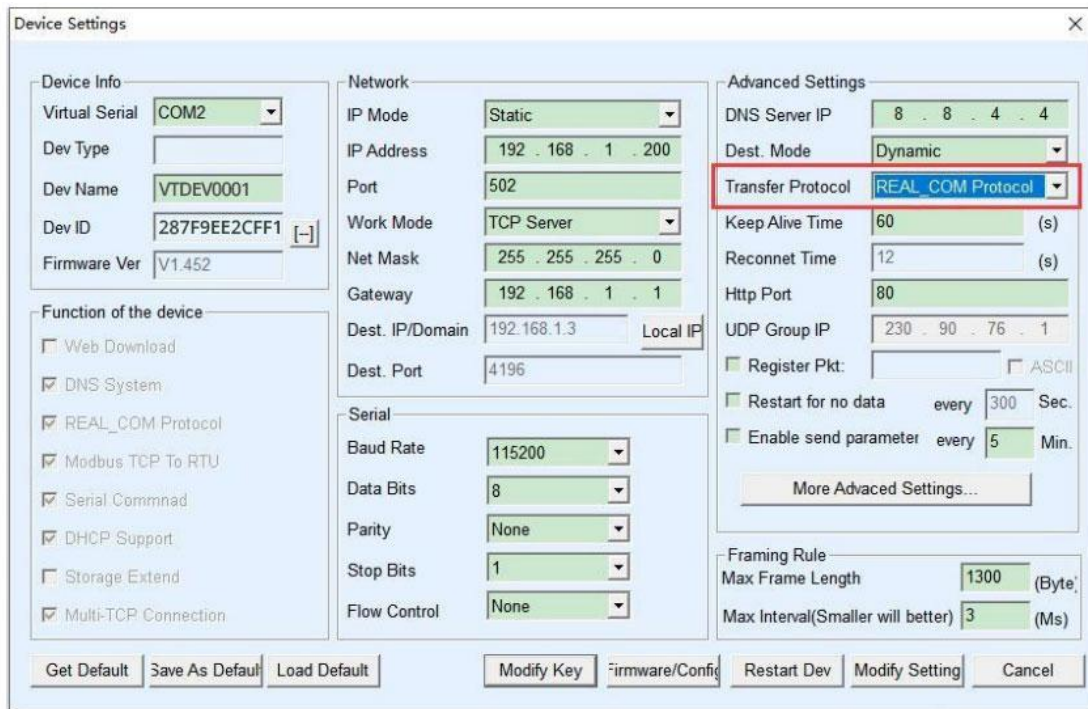 Device Settings
Device Info
Virtual Serial COM2
Dev Type
Dev Name VTDEV0001
Dev ID 287F9EE2CFF1 [--]
Firmware Ver V1.452
Function of the device
Web Download
DNS System
REAL_COM Protocol
Modbus TCP To RTU
Serial Commnad
DHCP Support
Storage Extend
Multi-TCP Connection
Network
IP Mode Static
IP Address 192 . 168 . 1 . 200
Port 502
Work Mode TCP Server
Net Mask 255 . 255 . 255 . 0
Gateway 192 . 168 . 1 . 1
Dest. IP/Domain 192.168.1.3 Local IP
Dest. Port 4196
Serial
Baud Rate 115200
Data Bits 8
Parity None
Stop Bits 1
Flow Control None
Advanced Settings
DNS Server IP 8 . 8 . 4 . 4
Dest. Mode Dynamic
Transfer Protocol REAL_COM Protocol
Keep Alive Time 60 (s)
Reconnet Time 12 (s)
Http Port 80
UDP Group IP 230 . 90 . 76 . 1
Register Pkt: ASCII
Restart for no data every 300 Sec.
Enable send parameter every 5 Min.
More Advaced Settings...
Framing Rule
Max Frame Length 1300 (Byte)
Max Interval(Smaller will better) 3 (Ms)
Get Default Save As Defaul Load Default Modify Key Firmware/Config Restart Dev Modify Setting Cancel